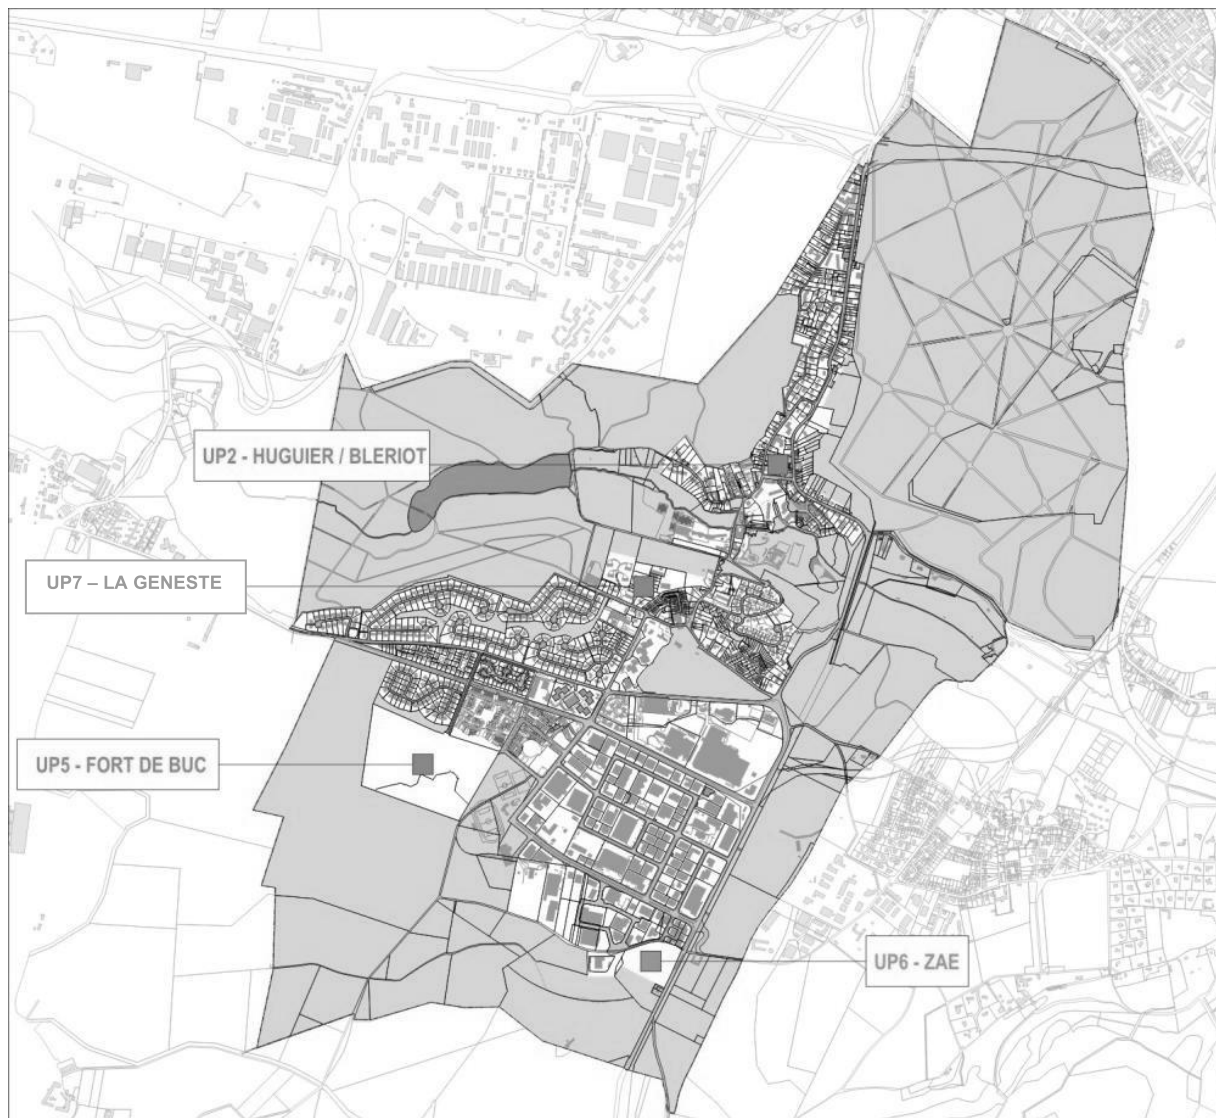 UP2 - HUGUIER / BLERIOT
UP7 – LA GENESTE
UP5 - FORT DE BUC
UP6 - ZAE